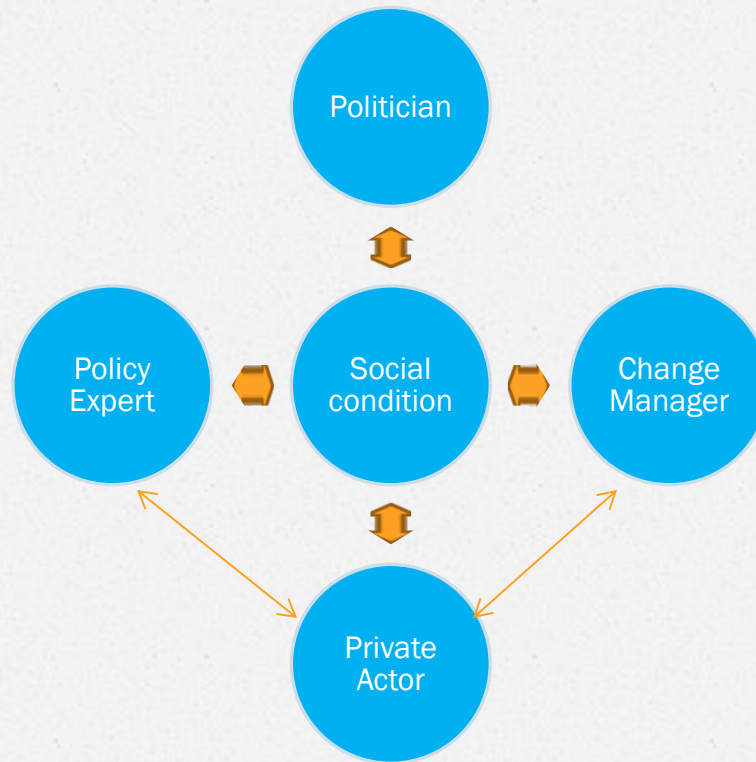 Politician
Policy
Expert
Social
condition
Change
Manager
Private
Actor